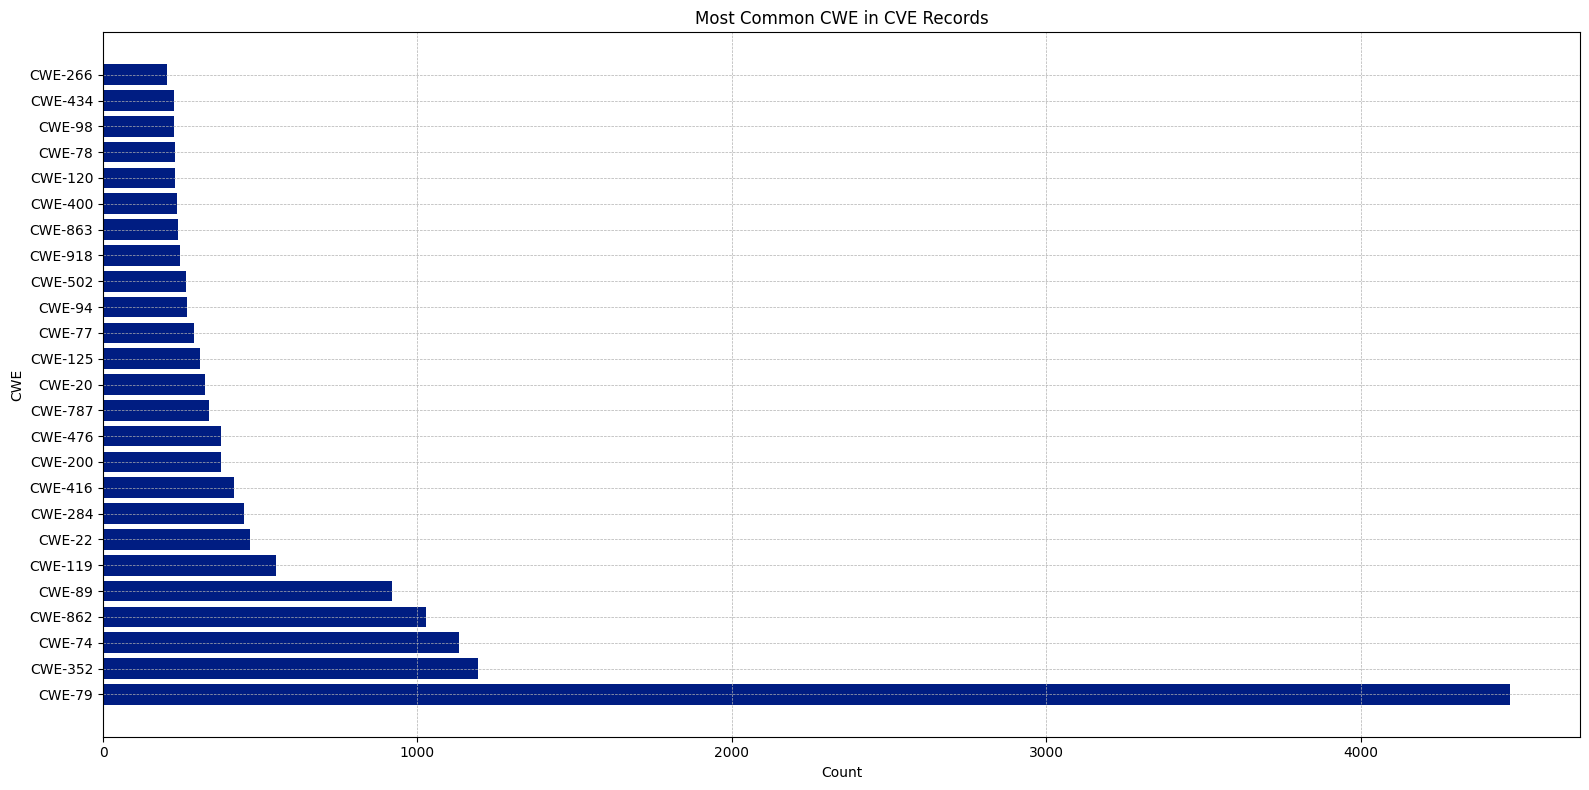 Most Common CWE in CVE Records
CWE-266
CWE-434
CWE-98
CWE-78
CWE-120
CWE-400
CWE-863
CWE-918
CWE-502
CWE-94
CWE-77
CWE-125
CWE-20
CWE-787
CWE-476
CWE-200
CWE-416
CWE-284
CWE-22
CWE-119
CWE-89
CWE-862
CWE-74
CWE-352
CWE-79
CWE
0 1000 2000 3000 4000
Count